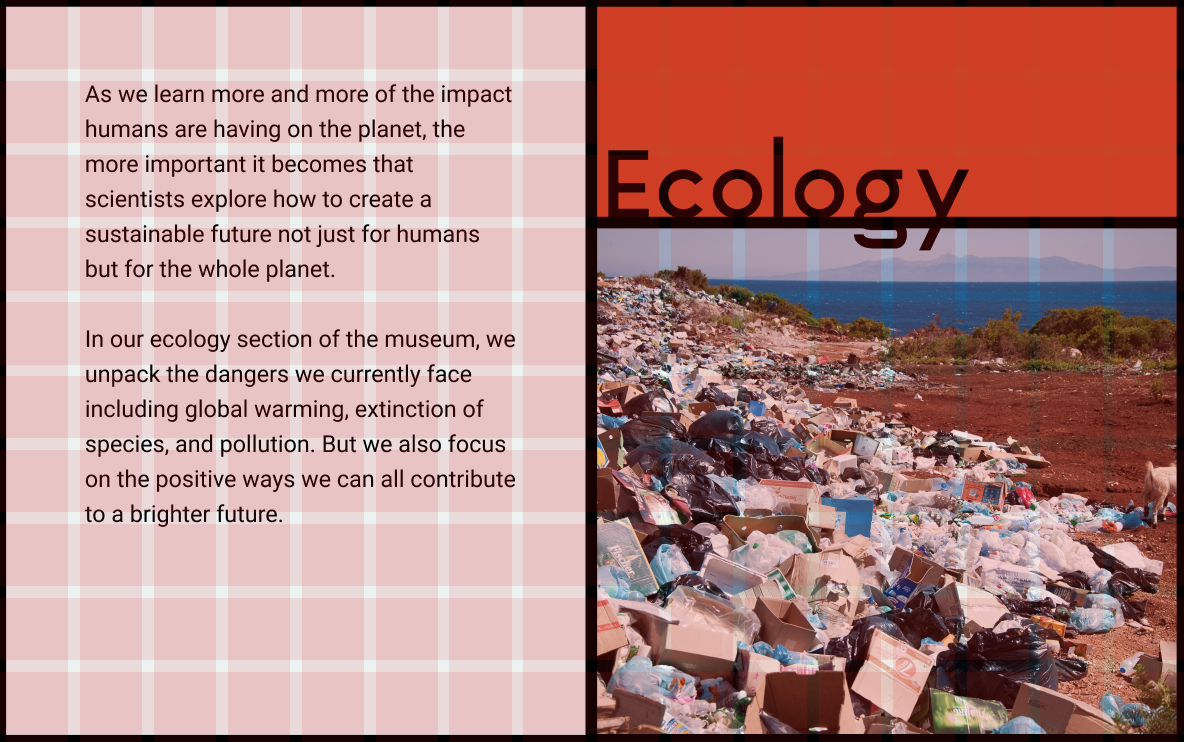 As we learn more and more of the impact
humans are having on the planet, the
more important it becomes that
scientists explore how to create a
sustainable future not just for humans
but for the whole planet.
In our ecology section of the museum, we
unpack the dangers we currently face
including global warming, extinction of
species, and pollution. But we also focus
on the positive ways we can all contribute
to a brighter future.
Ecology